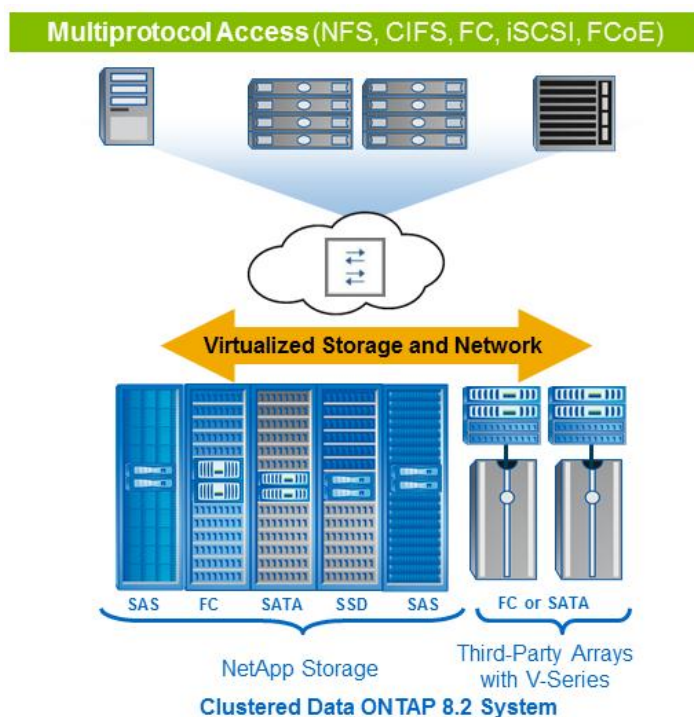 Multiprotocol Access (NFS, CIFS, FC, iSCSI, FCoE)
Virtualized Storage and Network
SAS FC SATA SSD SAS
FC or SATA
NetApp Storage
Third-Party Arrays
with V-Series
Clustered Data ONTAP 8.2 System